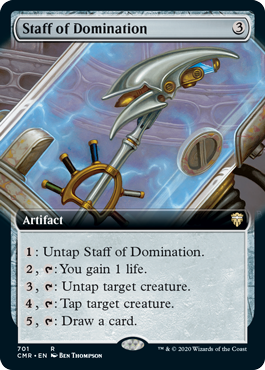 Staff of Domination 3
Artifact
1: Untap Staff of Domination.
2, T: You gain 1 life.
3, T: Untap target creature.
4, T: Tap target creature.
5, T: Draw a card.
701 R
CMR • EN Ben Thompson ™ & © 2020 Wizards of the Coast